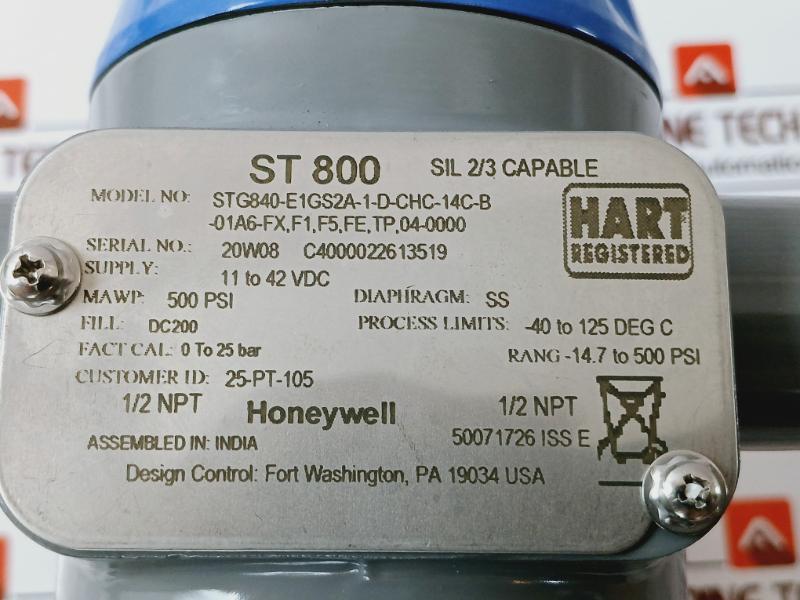 ST 800 SIL 2/3 CAPABLE
MODEL NO: STG840-E1GS2A-1-D-CHC-14C-B
-01A6-FX,F1,F5,FE,TP,04-0000
HART
REGISTERED
SERIAL NO.: 20W08 C4000022613519
SUPPLY: 11 to 42 VDC
MAWP: 500 PSI DIAPHRAGM: SS
FILL: DC200 PROCESS LIMITS: -40 to 125 DEG C
FACT CAL: 0 To 25 bar RANG -14.7 to 500 PSI
CUSTOMER ID: 25-PT-105
1/2 NPT Honeywell 1/2 NPT
ASSEMBLED IN: INDIA 50071726 ISS E
Design Control: Fort Washington, PA 19034 USA